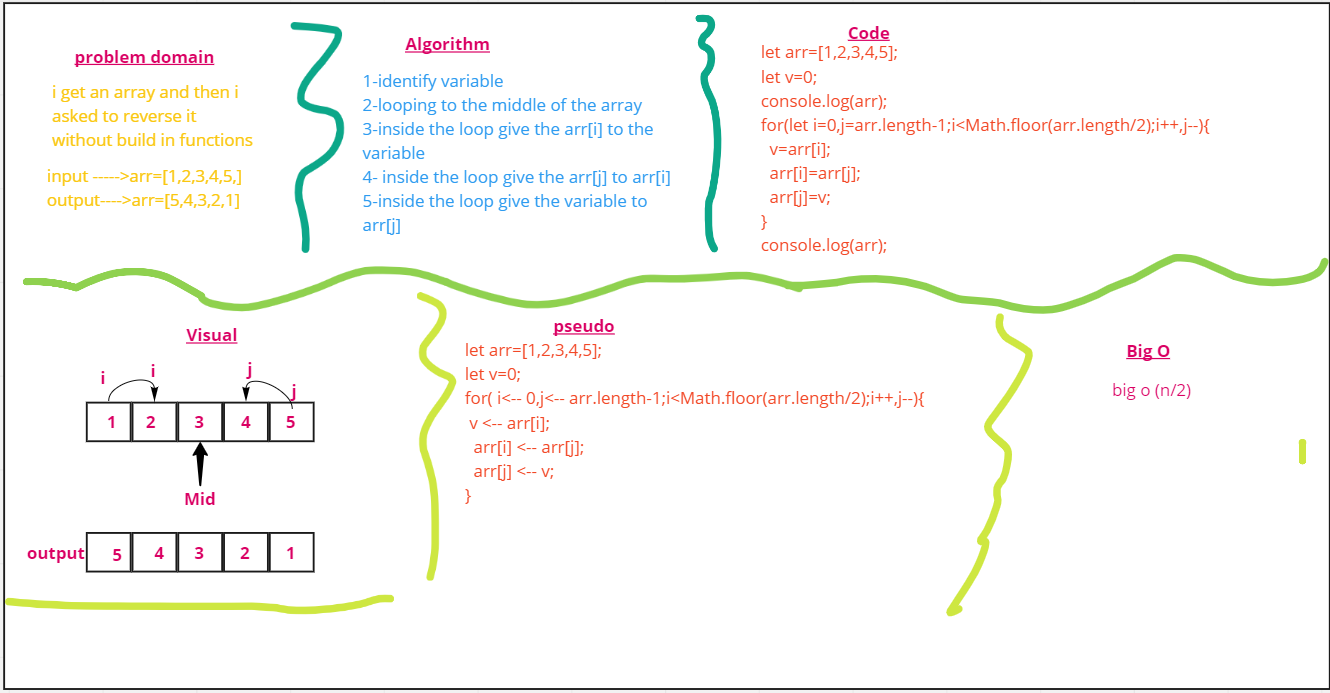 problem domain
i get an array and then i
asked to reverse it
without build in functions
input ----->arr=[1,2,3,4,5,]
output---->arr=[5,4,3,2,1]
Algorithm
1-identify variable
2-looping to the middle of the array
3-inside the loop give the arr[i] to the
variable
4- inside the loop give the arr[j] to arr[i]
5-inside the loop give the variable to
arr[j]
Code
let arr=[1,2,3,4,5];
let v=0;
console.log(arr);
for(let i=0,j=arr.length-1;i<Math.floor(arr.length/2);i++,j--){
v=arr[i];
arr[i]=arr[j];
arr[j]=v;
}
console.log(arr);
Visual
i i j j
1 2 3 4 5
Mid
output 5 4 3 2 1
pseudo
let arr=[1,2,3,4,5];
let v=0;
for( i<-- 0,j<-- arr.length-1;i<Math.floor(arr.length/2);i++,j--){
v <-- arr[i];
arr[i] <-- arr[j];
arr[j] <-- v;
}
Big O
big o (n/2)